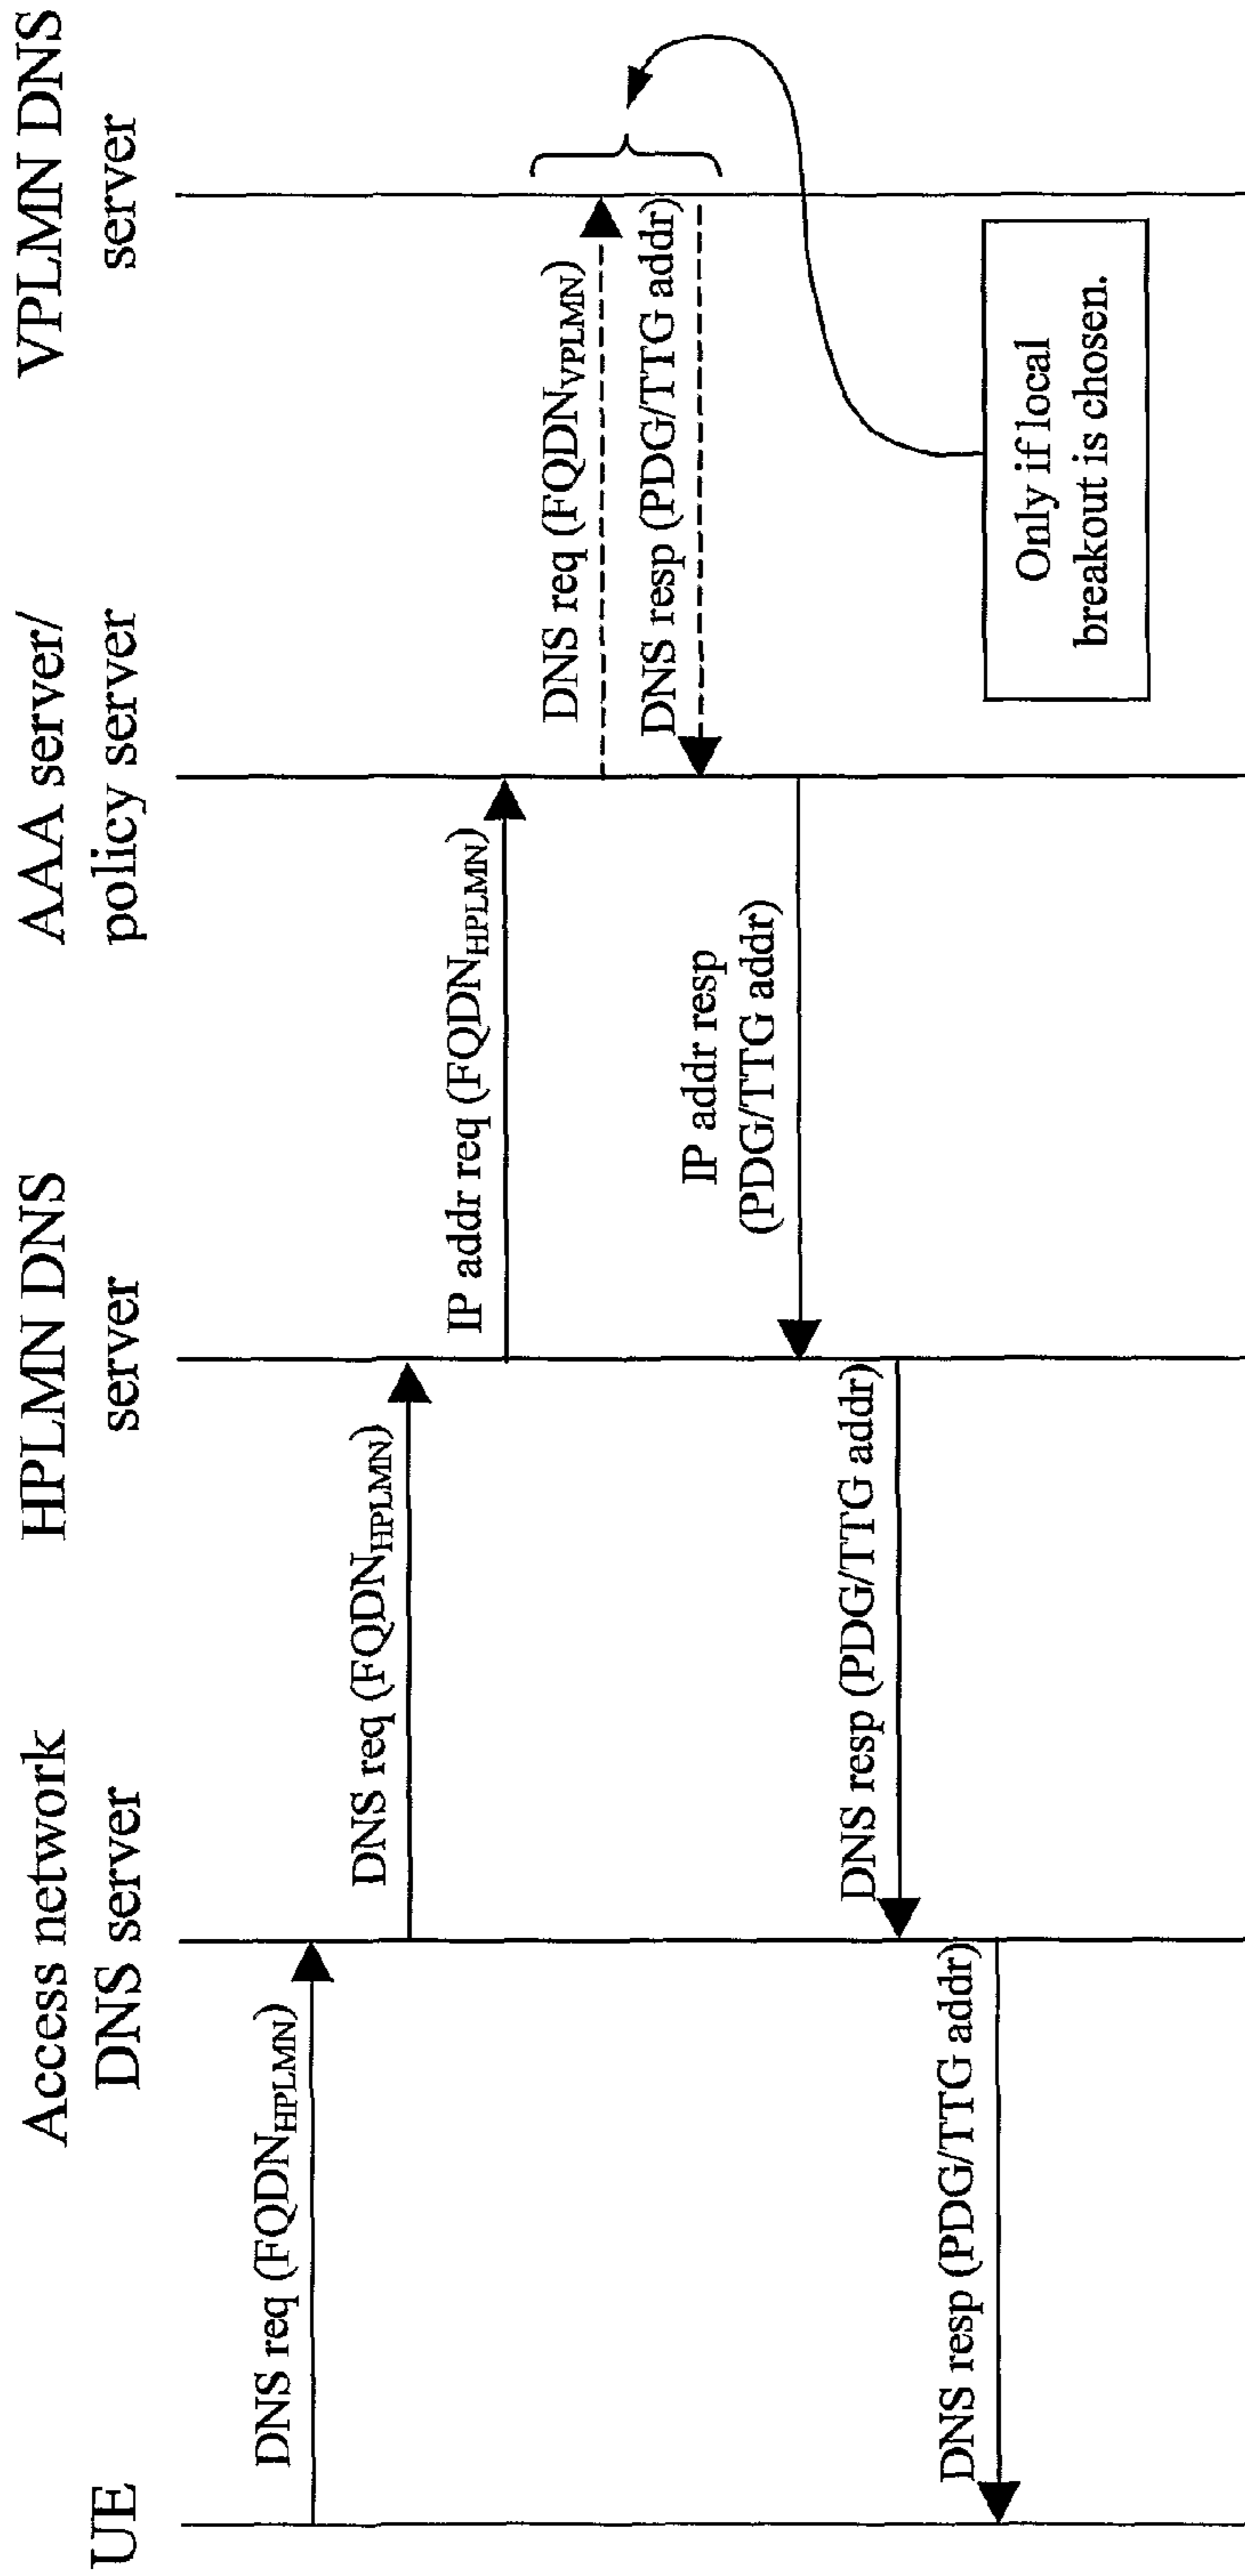 UE
Access network
DNS server
HPLMN DNS
server
AAA server/
policy server
VPLMN DNS
server
DNS req (FQDN_HPLMN)
DNS req (FQDN_HPLMN)
IP addr req (FQDN_HPLMN)
DNS req (FQDN_VPLMN)
DNS resp (PDG/TTG addr)
IP addr resp
(PDG/TTG addr)
DNS resp (PDG/TTG addr)
DNS resp (PDG/TTG addr)
Only if local
breakout is chosen.